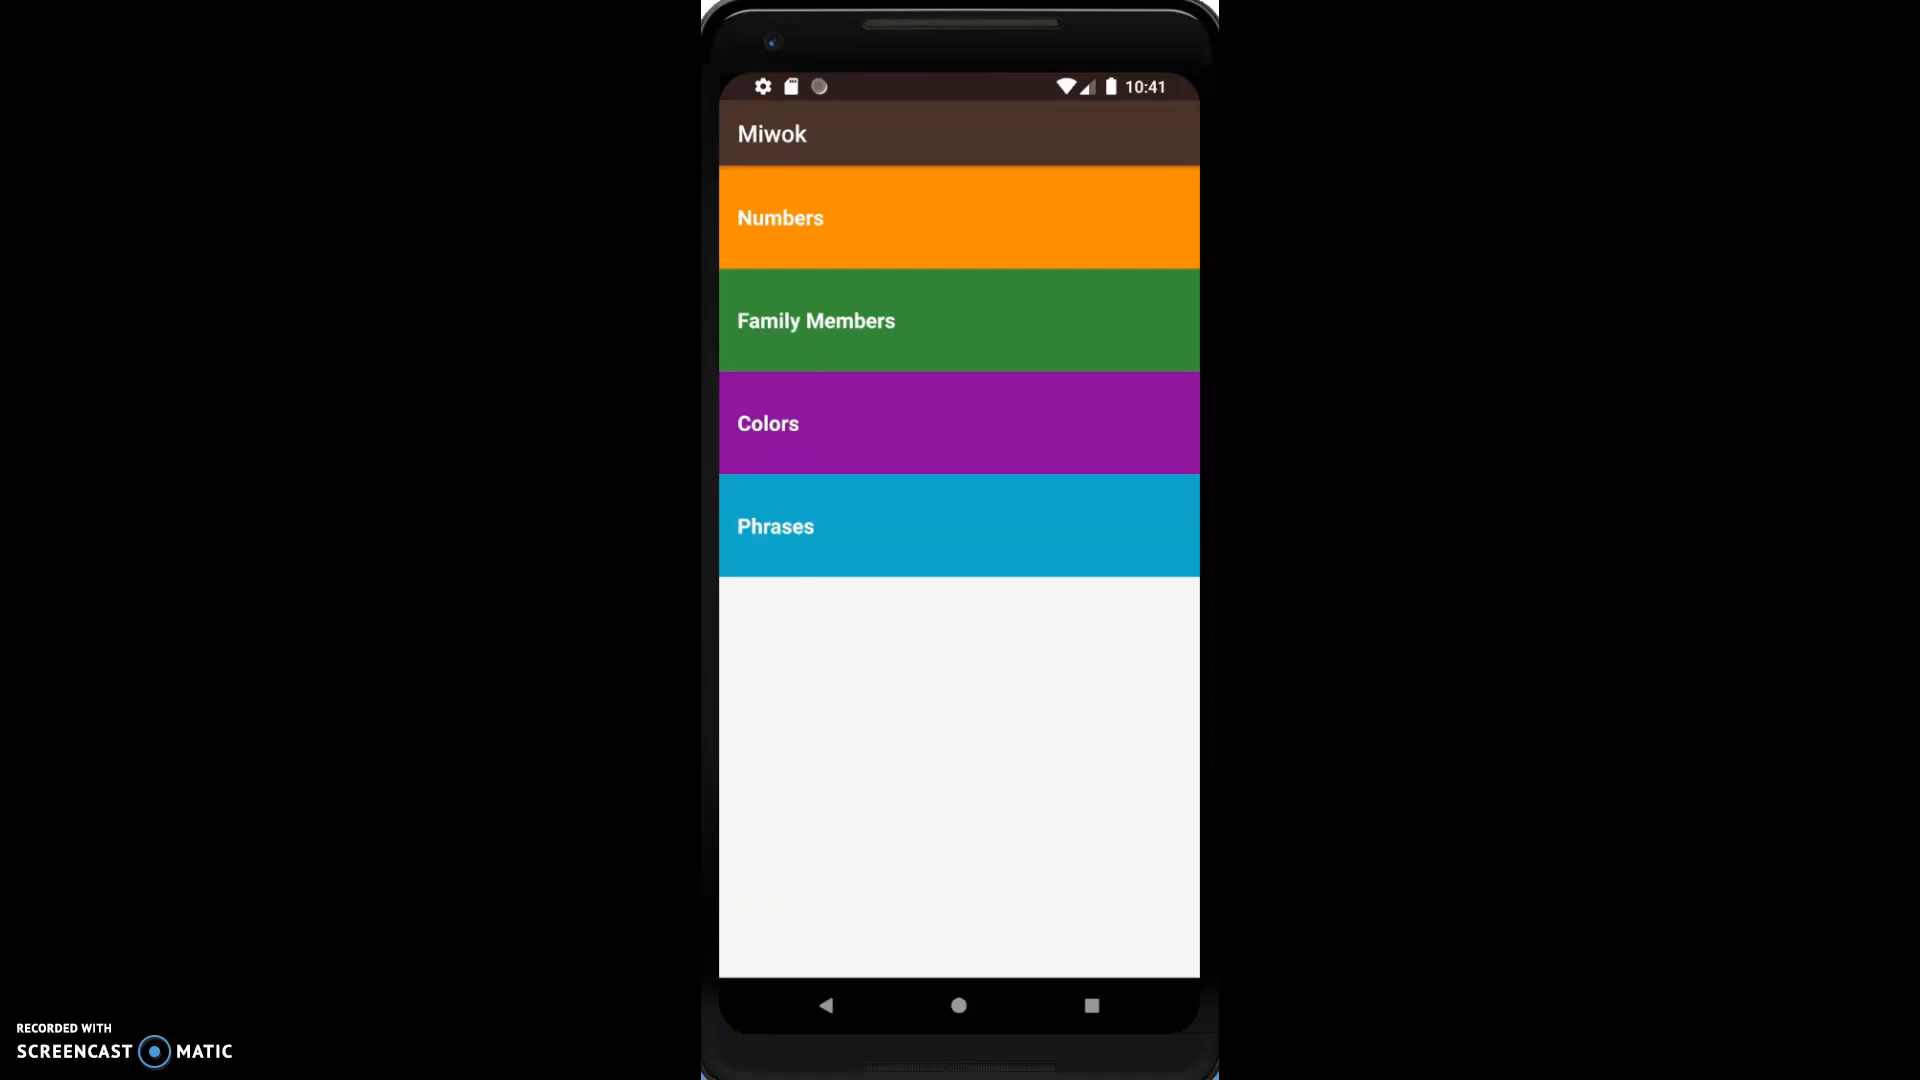 10:41
Miwok
Numbers
Family Members
Colors
Phrases
RECORDED WITH
SCREENCAST MATIC